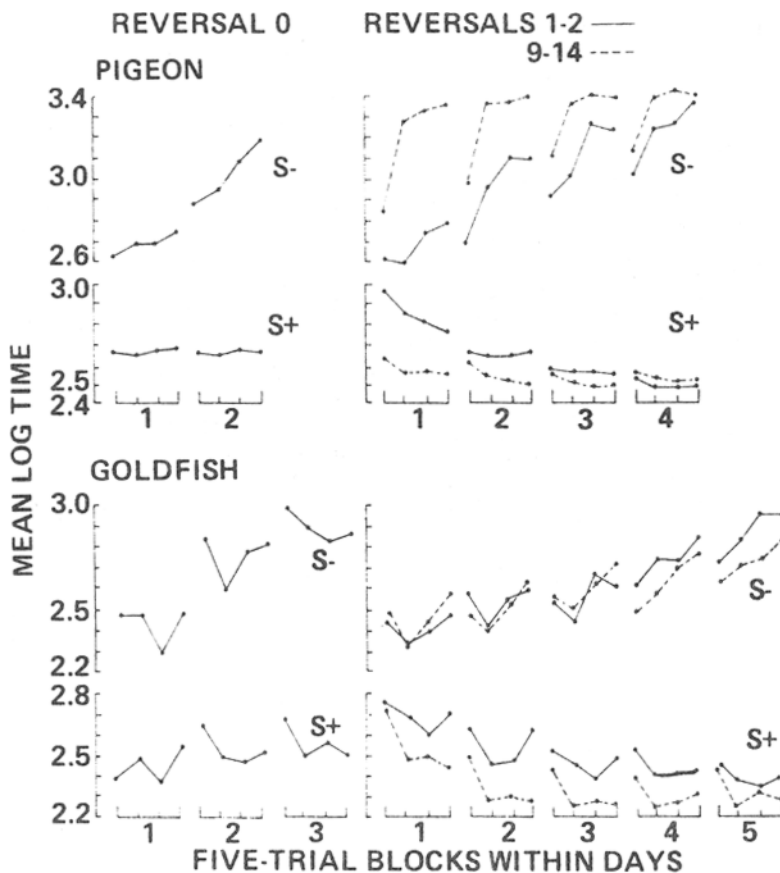 REVERSAL 0 REVERSALS 1-2
9-14
PIGEON
3.4
S- S-
3.0
2.6
3.0
S+ S+
2.5
2.4
1 2 1 2 3 4
MEAN LOG TIME
GOLDFISH
3.0
S- S-
2.5
2.2
2.8
S+ S+
2.5
2.2
1 2 3 1 2 3 4 5
FIVE-TRIAL BLOCKS WITHIN DAYS